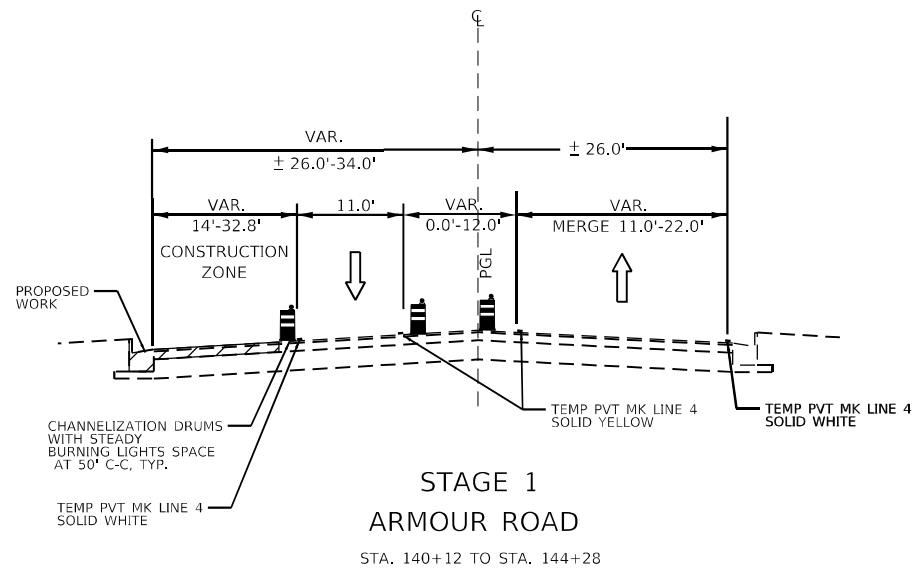 ℄
VAR.
± 26.0'-34.0'
± 26.0'
VAR.
14'-32.8'
11.0'
VAR.
0.0'-12.0'
VAR.
MERGE 11.0'-22.0'
CONSTRUCTION
ZONE
PGL
PROPOSED
WORK
CHANNELIZATION DRUMS
WITH STEADY
BURNING LIGHTS SPACE
AT 50' C-C, TYP.
TEMP PVT MK LINE 4
SOLID WHITE
TEMP PVT MK LINE 4
SOLID YELLOW
TEMP PVT MK LINE 4
SOLID WHITE
STAGE 1
ARMOUR ROAD
STA. 140+12 TO STA. 144+28